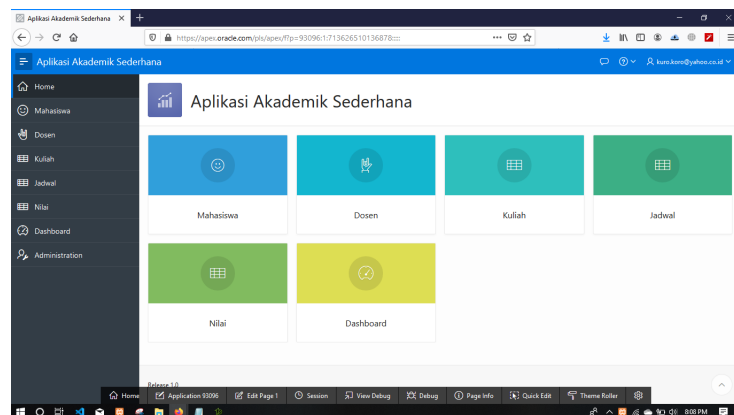 Aplikasi Akademik Sederhana
https://apex.oracle.com/pls/apex/f?p=93096:1:713626510136878:::::
Aplikasi Akademik Sederhana
kuro.koro@yahoo.co.id
Home
Mahasiswa
Dosen
Kuliah
Jadwal
Nilai
Dashboard
Administration
Aplikasi Akademik Sederhana
Mahasiswa
Dosen
Kuliah
Jadwal
Nilai
Dashboard
Release 1.0
Home
Application 93096
Edit Page 1
Session
View Debug
Debug
Page Info
Quick Edit
Theme Roller
8:08 PM